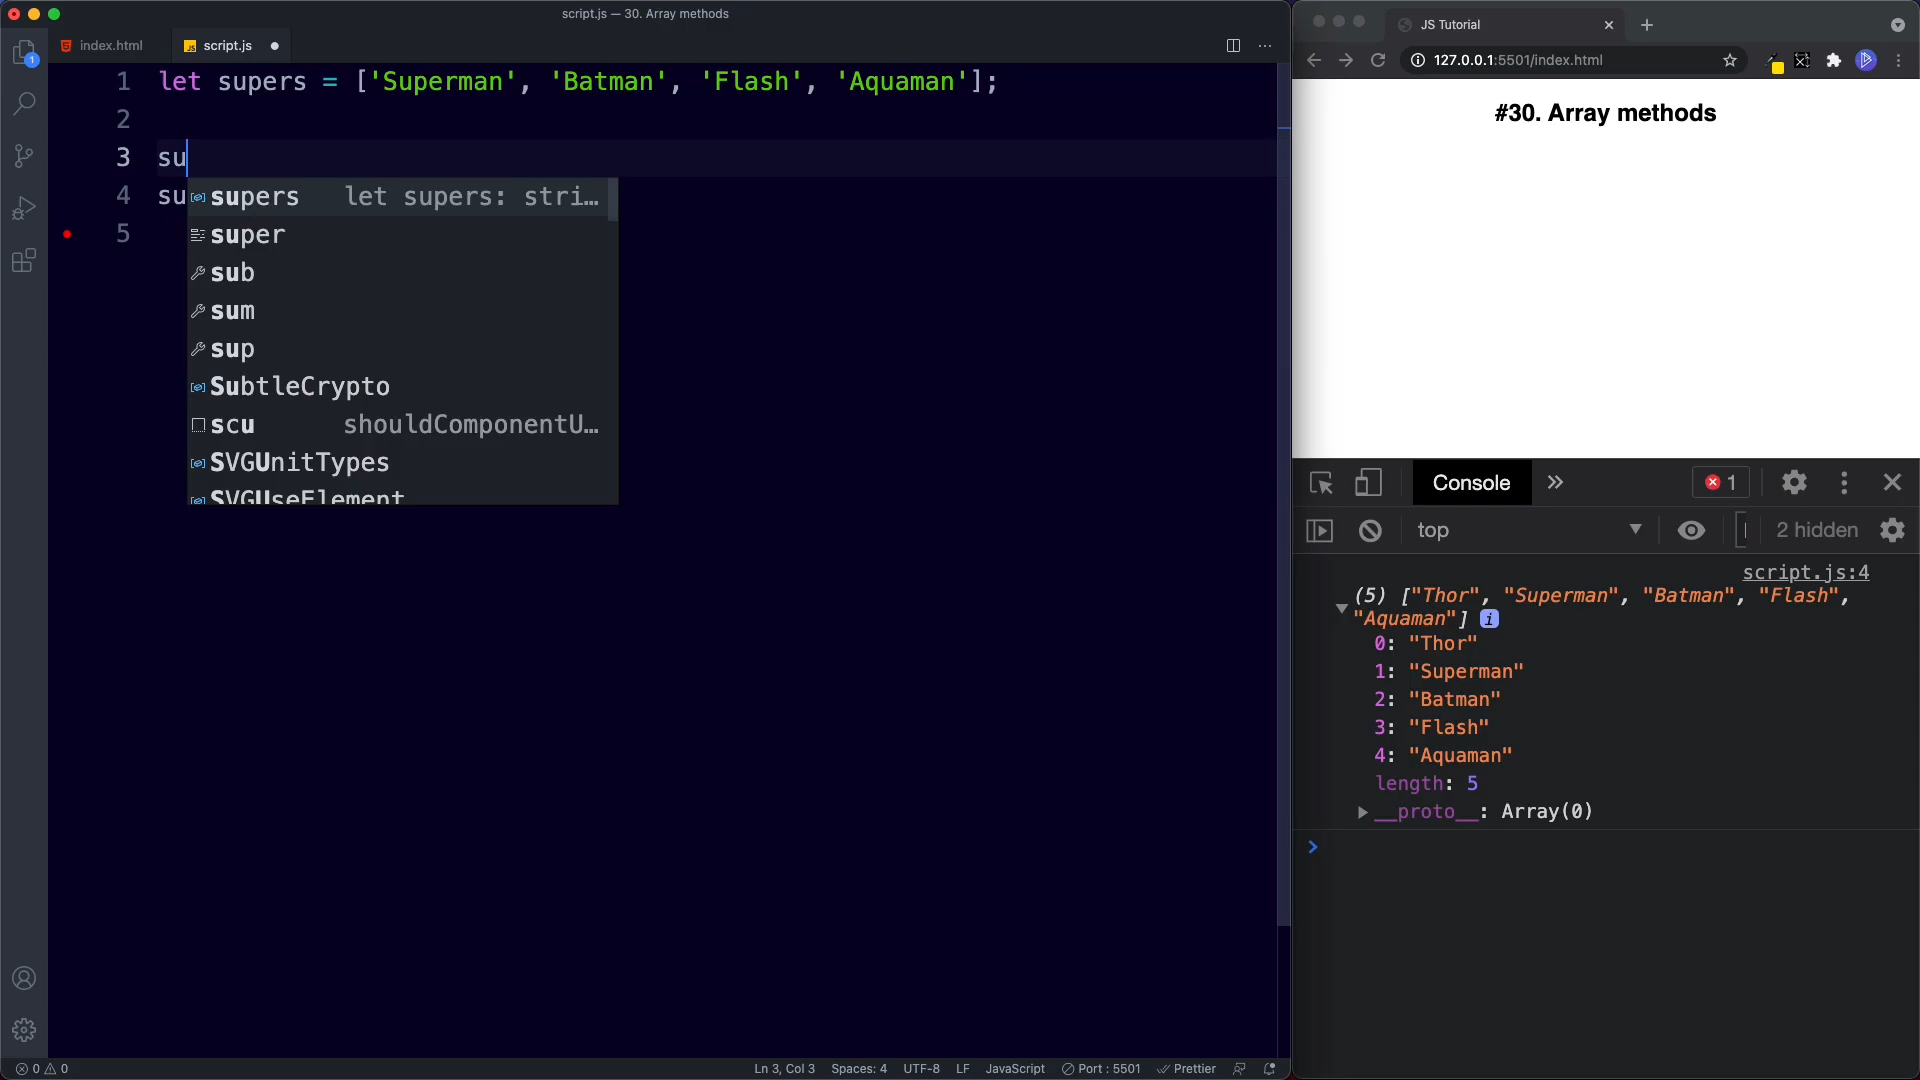 script.js — 30. Array methods
index.html
script.js
1 let supers = ['Superman', 'Batman', 'Flash', 'Aquaman'];
2
3 su
4 su
5
supers let supers: stri…
super
sub
sum
sup
SubtleCrypto
scu shouldComponentU…
SVGUnitTypes
SVGUseElement
1
0 0
Ln 3, Col 3 Spaces: 4 UTF-8 LF JavaScript Port : 5501 Prettier
JS Tutorial
127.0.0.1:5501/index.html
#30. Array methods
Console 1
top 2 hidden
script.js:4
(5) ["Thor", "Superman", "Batman", "Flash",
"Aquaman"] i
0: "Thor"
1: "Superman"
2: "Batman"
3: "Flash"
4: "Aquaman"
length: 5
__proto__: Array(0)